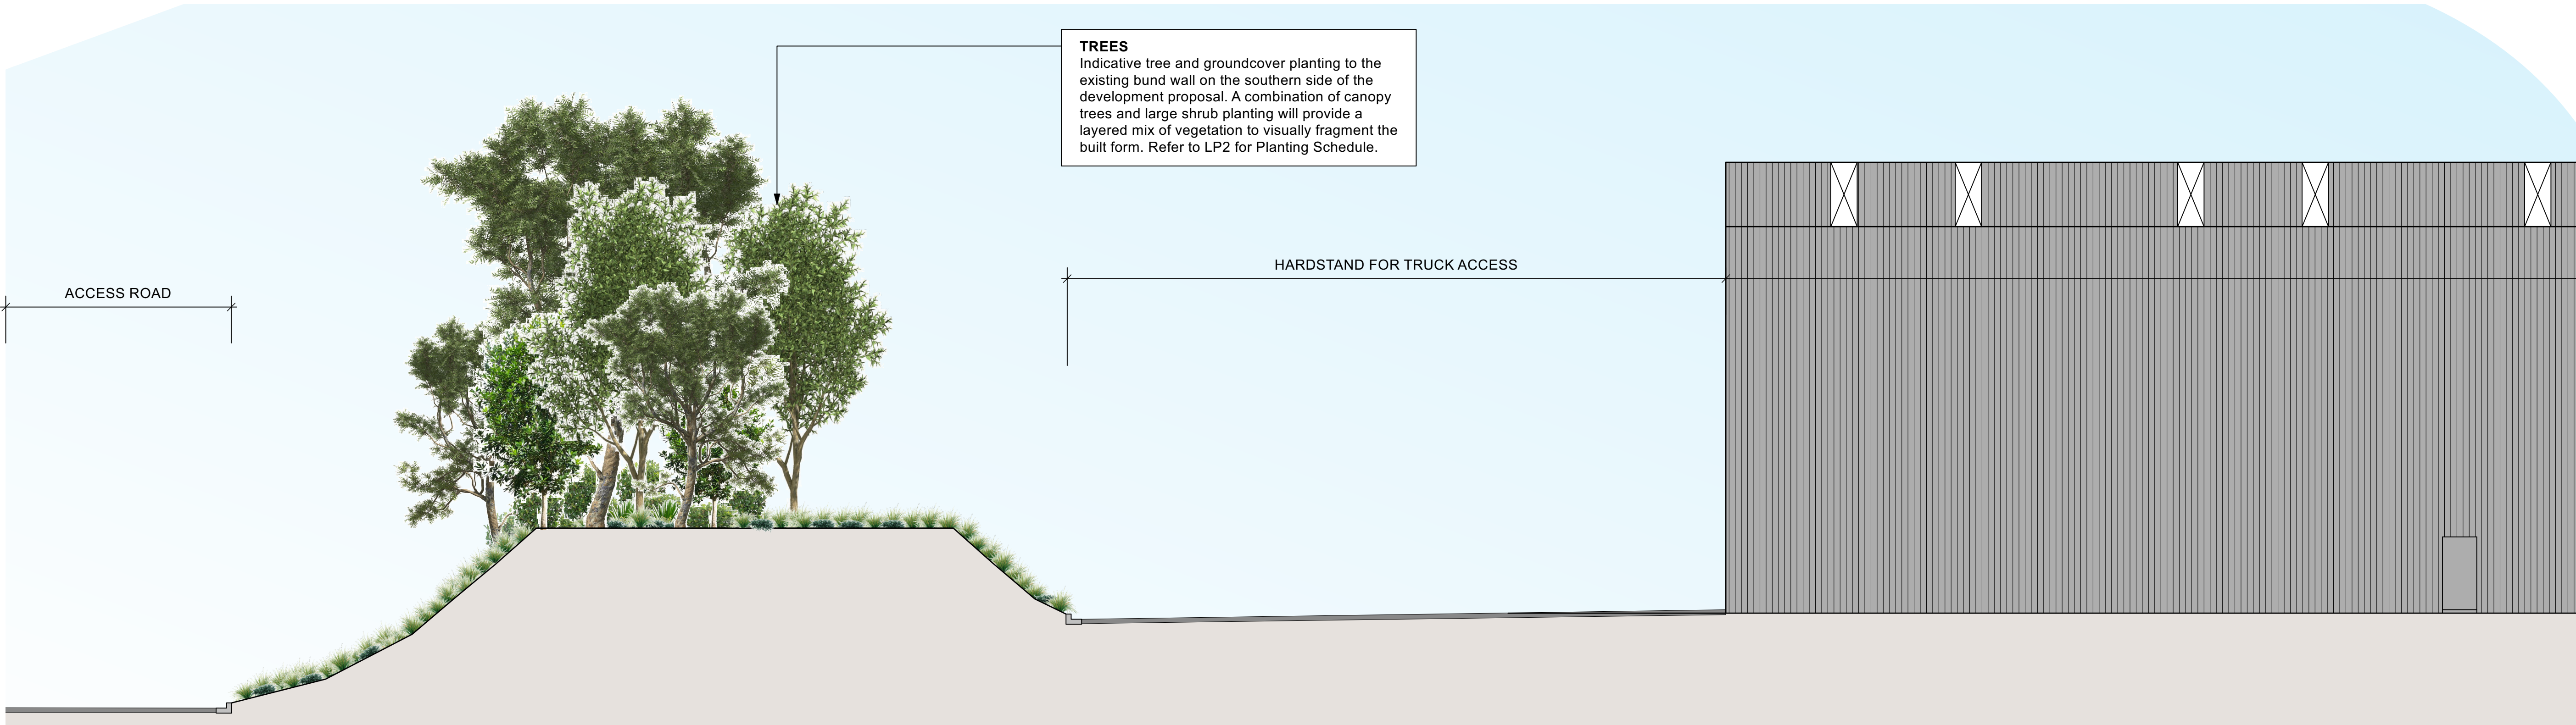 TREES
Indicative tree and groundcover planting to the
existing bund wall on the southern side of the
development proposal. A combination of canopy
trees and large shrub planting will provide a
layered mix of vegetation to visually fragment the
built form. Refer to LP2 for Planting Schedule.
HARDSTAND FOR TRUCK ACCESS
ACCESS ROAD